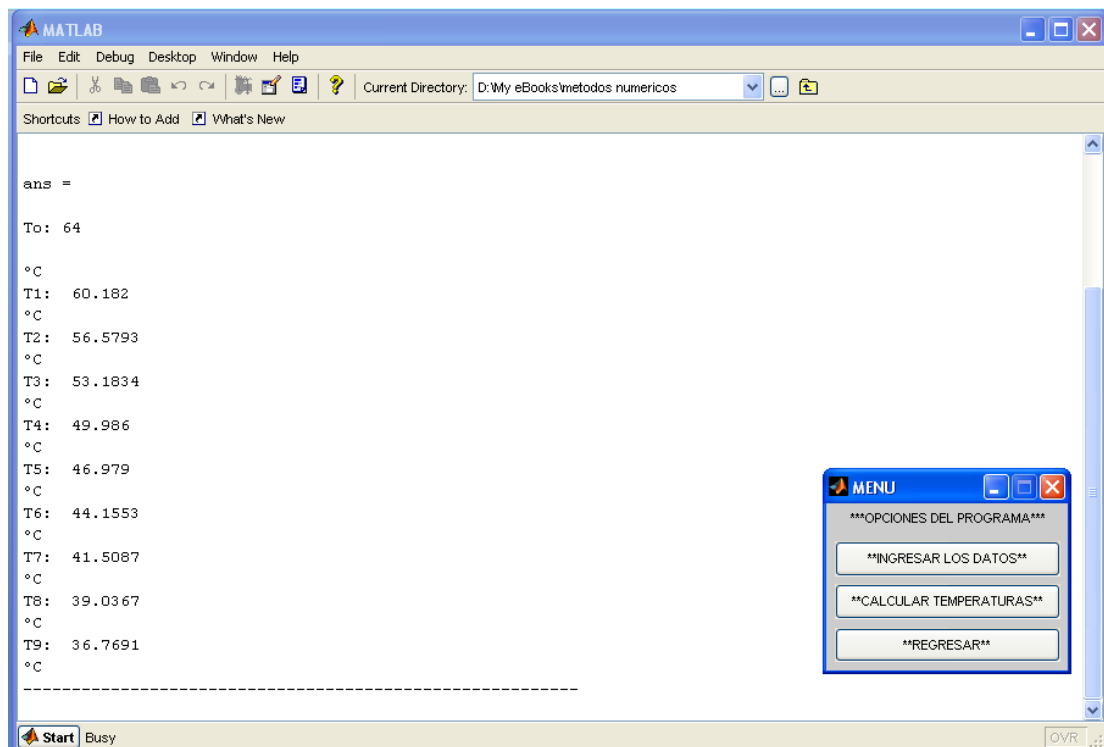 MATLAB
File Edit Debug Desktop Window Help
Current Directory: D:\My eBooks\metodos numericos
Shortcuts How to Add What's New
ans =
To: 64
°C
T1: 60.182
°C
T2: 56.5793
°C
T3: 53.1834
°C
T4: 49.986
°C
T5: 46.979
°C
T6: 44.1553
°C
T7: 41.5087
°C
T8: 39.0367
°C
T9: 36.7691
°C
---------------------------------------------------------
MENU
***OPCIONES DEL PROGRAMA***
**INGRESAR LOS DATOS**
**CALCULAR TEMPERATURAS**
**REGRESAR**
Start Busy
OVR